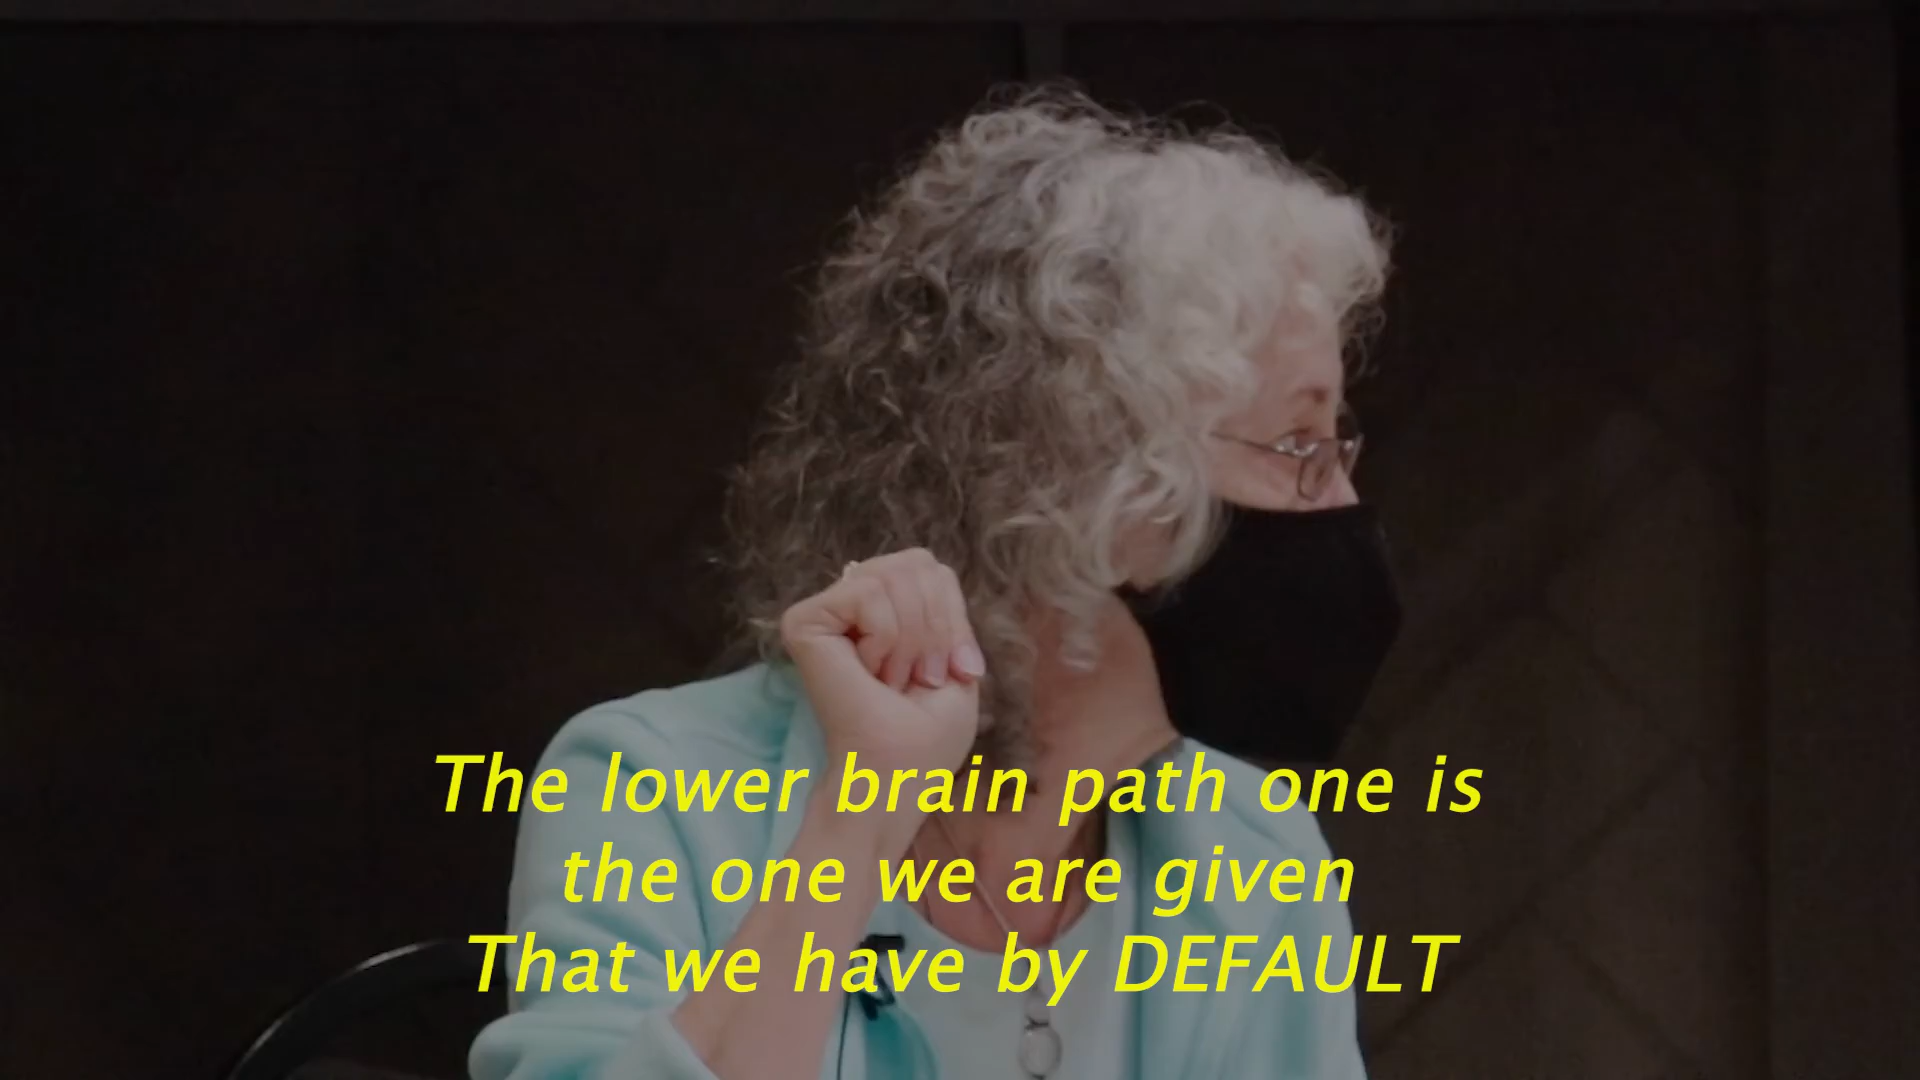 The lower brain path one is
the one we are given
That we have by DEFAULT